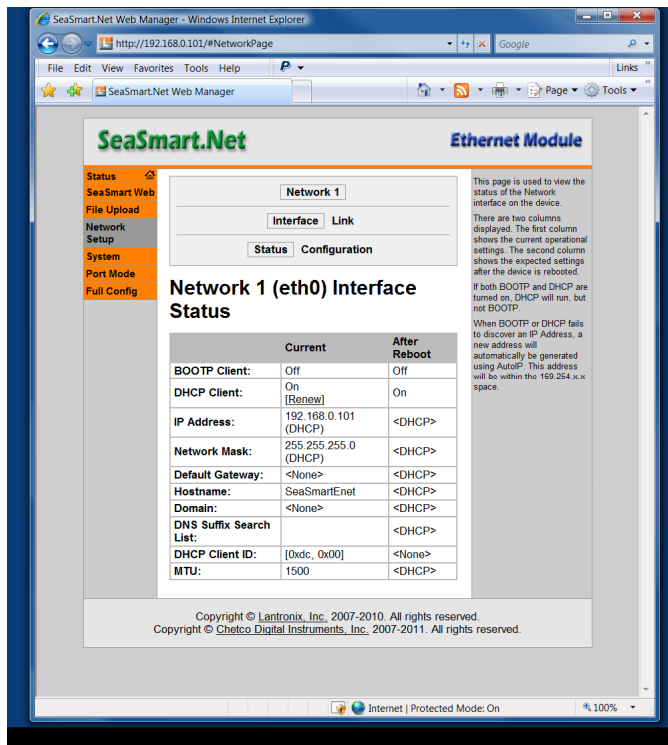 SeaSmart.Net Web Manager - Windows Internet Explorer
http://192.168.0.101/#NetworkPage
Google
File Edit View Favorites Tools Help
Links
SeaSmart.Net Web Manager
Page
Tools
SeaSmart.Net
Ethernet Module
Status
SeaSmart Web
File Upload
Network
Setup
System
Port Mode
Full Config
Network 1
Interface Link
Status Configuration
Network 1 (eth0) Interface
Status
Current After
Reboot
BOOTP Client: Off Off
DHCP Client: On
[Renew] On
IP Address: 192.168.0.101
(DHCP) <DHCP>
Network Mask: 255.255.255.0
(DHCP) <DHCP>
Default Gateway: <None> <DHCP>
Hostname: SeaSmartEnet <DHCP>
Domain: <None> <DHCP>
DNS Suffix Search
List: <DHCP>
DHCP Client ID: [0xdc, 0x00] <None>
MTU: 1500 <DHCP>
This page is used to view the
status of the Network
interface on the device.
There are two columns
displayed. The first column
shows the current operational
settings. The second column
shows the expected settings
after the device is rebooted.
If both BOOTP and DHCP are
turned on, DHCP will run, but
not BOOTP.
When BOOTP or DHCP fails
to discover an IP Address, a
new address will
automatically be generated
using AutoIP. This address
will be within the 169.254.x.x
space.
Copyright © Lantronix, Inc. 2007-2010. All rights reserved.
Copyright © Chetco Digital Instruments, Inc. 2007-2011. All rights reserved.
Internet | Protected Mode: On
100%